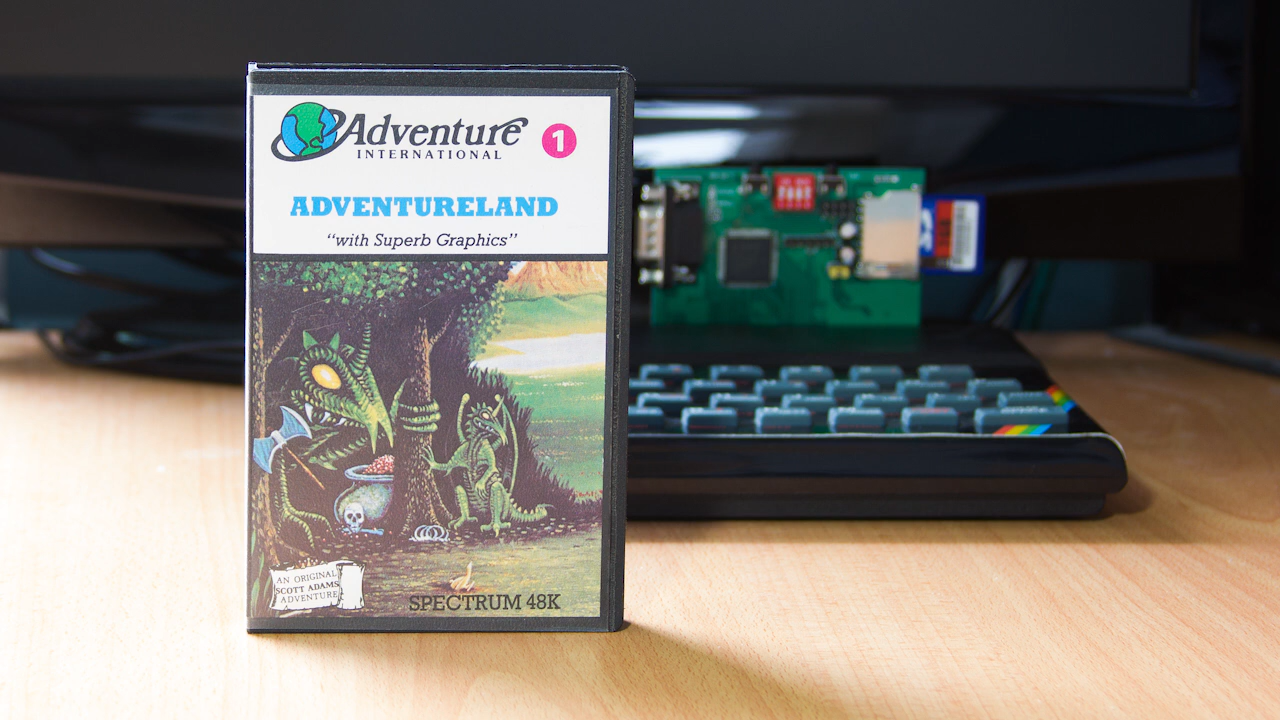 Adventure
INTERNATIONAL
1
ADVENTURELAND
“with Superb Graphics”
AN ORIGINAL
SCOTT ADAMS
ADVENTURE
SPECTRUM 48K